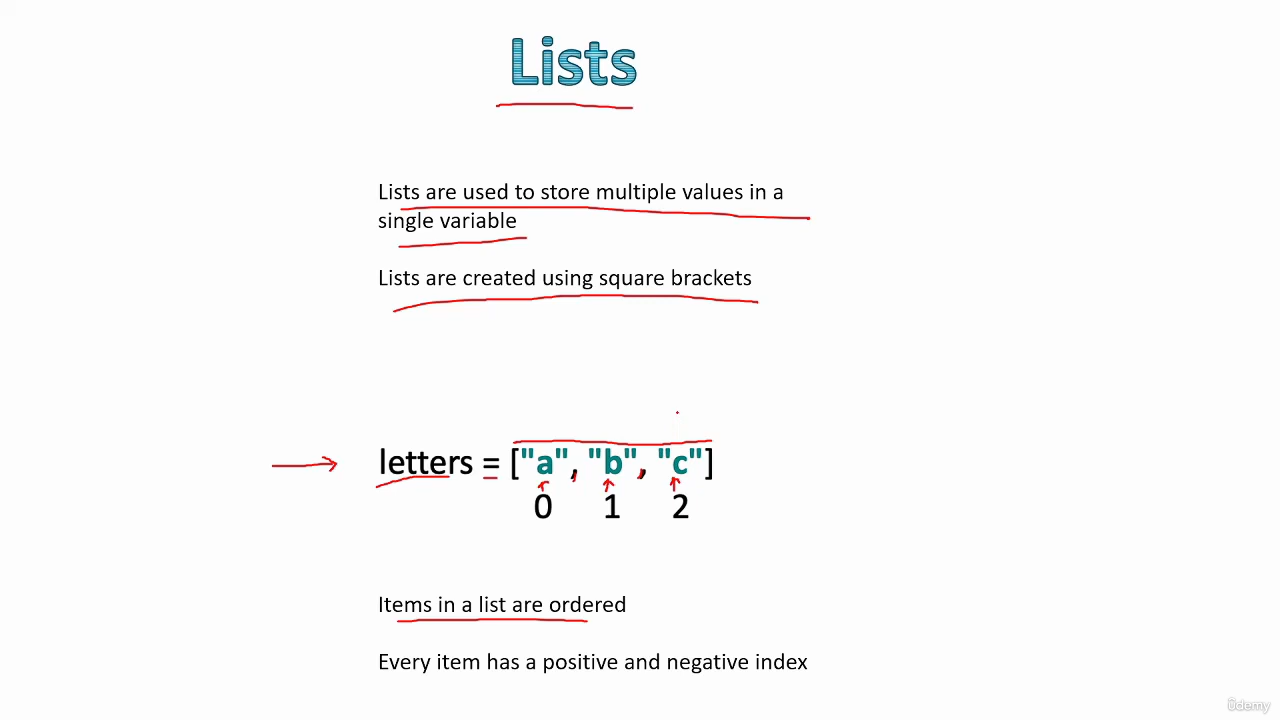 Lists
Lists are used to store multiple values in a
single variable
Lists are created using square brackets
letters = ["a", "b", "c"]
0 1 2
Items in a list are ordered
Every item has a positive and negative index
ûdemy